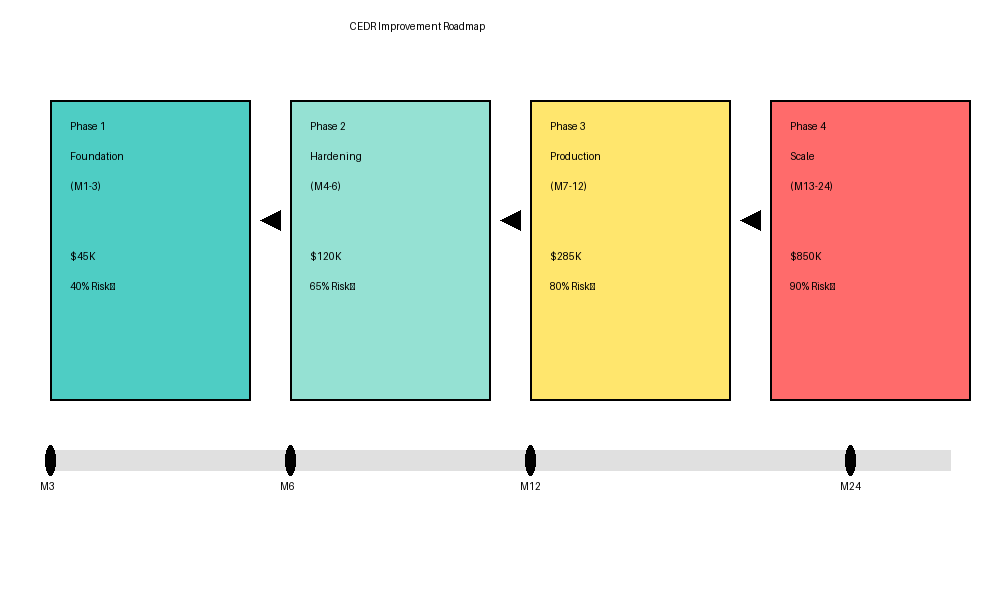 CEDR Improvement Roadmap
Phase 1
Foundation
(M1-3)
$45K
40% Risk
Phase 2
Hardening
(M4-6)
$120K
65% Risk
Phase 3
Production
(M7-12)
$285K
80% Risk
Phase 4
Scale
(M13-24)
$850K
90% Risk
M3
M6
M12
M24